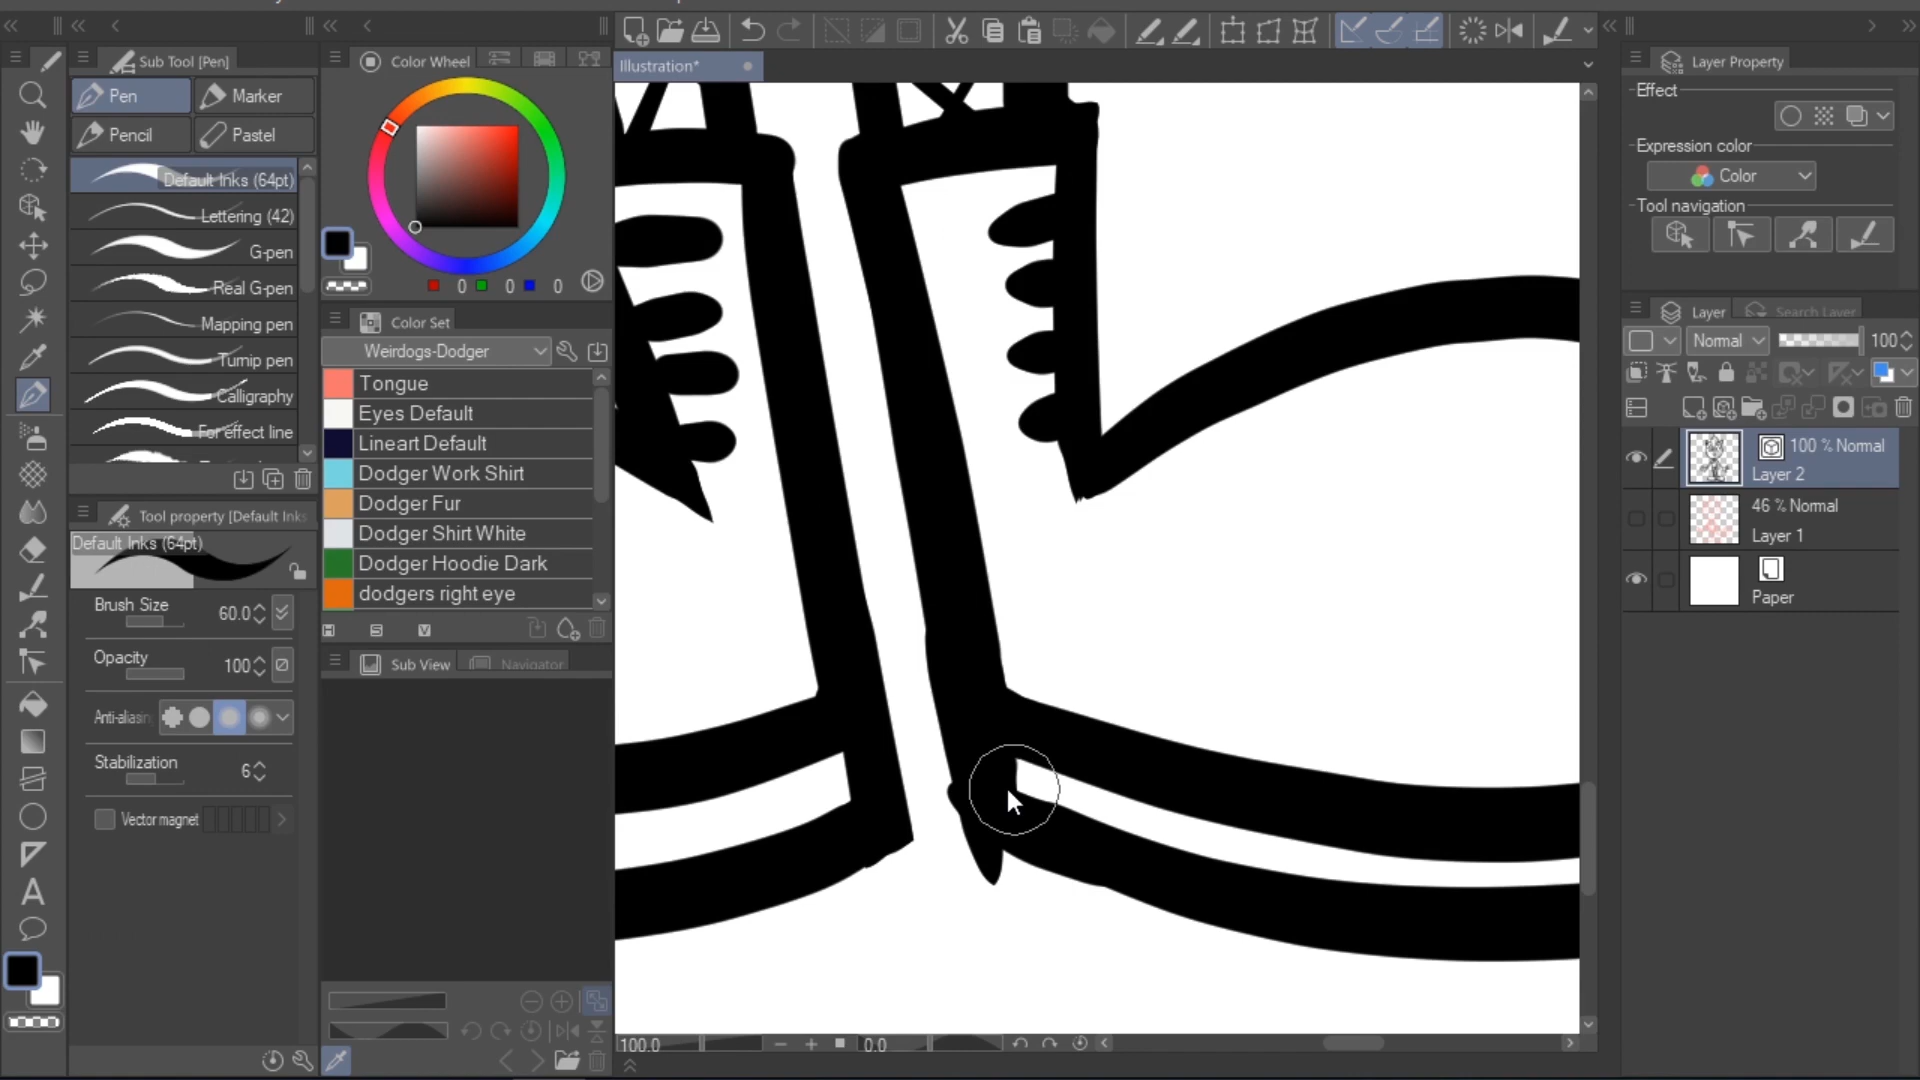 Sub Tool [Pen]
Pen
Marker
Pencil
Pastel
Default Inks (64pt)
Lettering (42)
G-pen
Real G-pen
Mapping pen
Turnip pen
Calligraphy
For effect line
Tool property [Default Inks
Default Inks (64pt)
Brush Size
60.0
Opacity
100
Anti-aliasin
Stabilization
6
Vector magnet
A
Color Wheel
0 0 0
Color Set
Weirdogs-Dodger
Tongue
Eyes Default
Lineart Default
Dodger Work Shirt
Dodger Fur
Dodger Shirt White
Dodger Hoodie Dark
dodgers right eye
H S V
Sub View
Navigator
Illustration*
100.0
0.0
Layer Property
Effect
Expression color
Color
Tool navigation
Layer
Search Layer
Normal
100
100 % Normal
Layer 2
46 % Normal
Layer 1
Paper